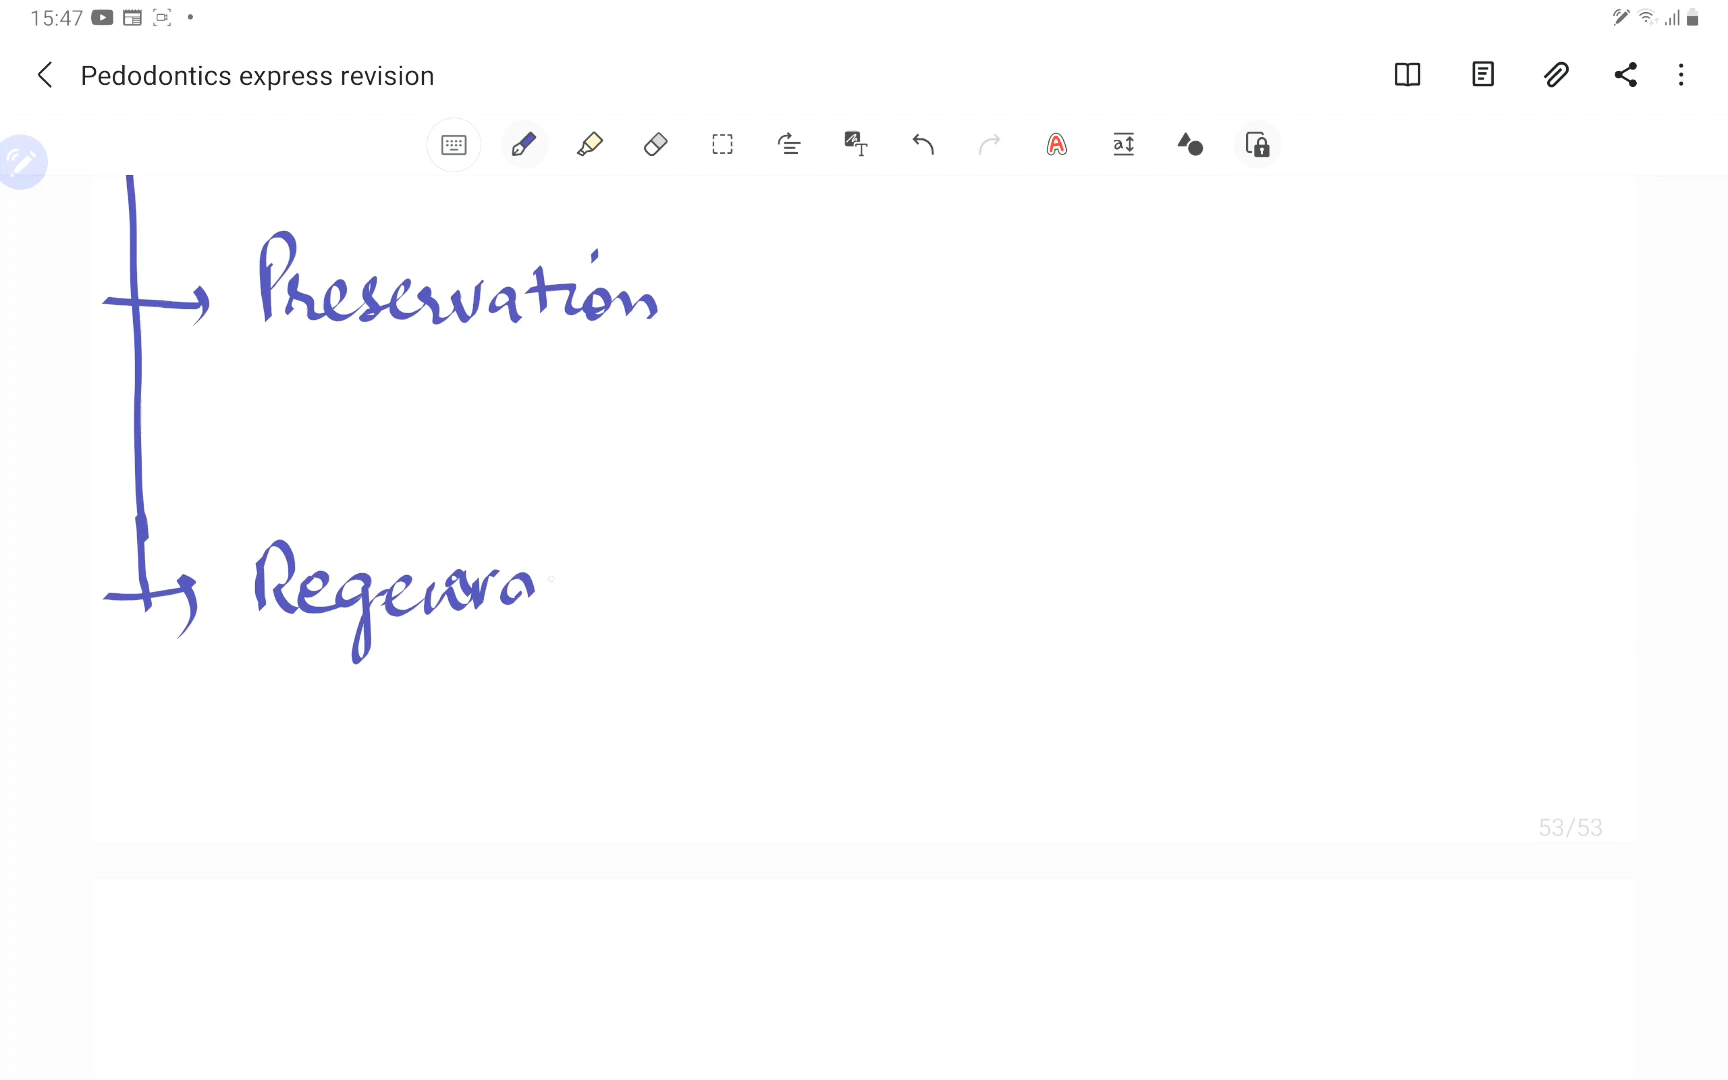 15:47
Pedodontics express revision
Preservation
Regenera
53/53